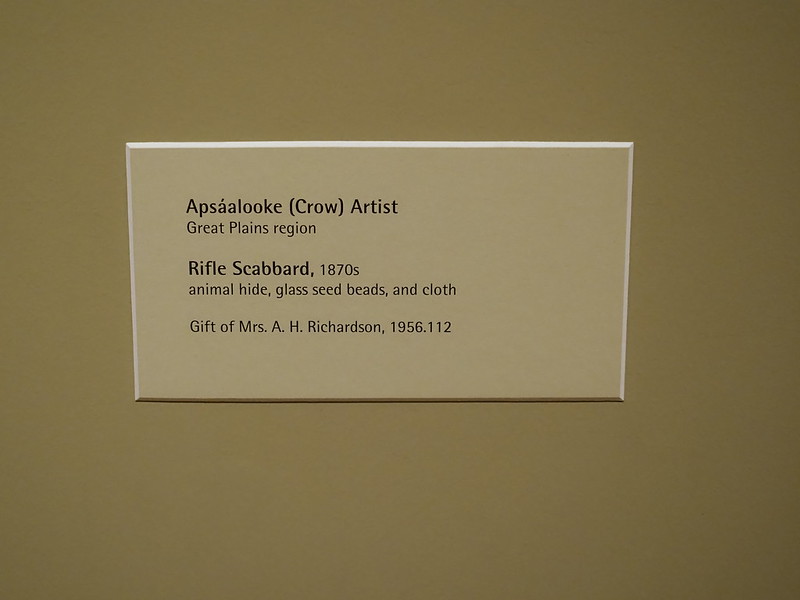 Apsáalooke (Crow) Artist
Great Plains region
Rifle Scabbard, 1870s
animal hide, glass seed beads, and cloth
Gift of Mrs. A. H. Richardson, 1956.112